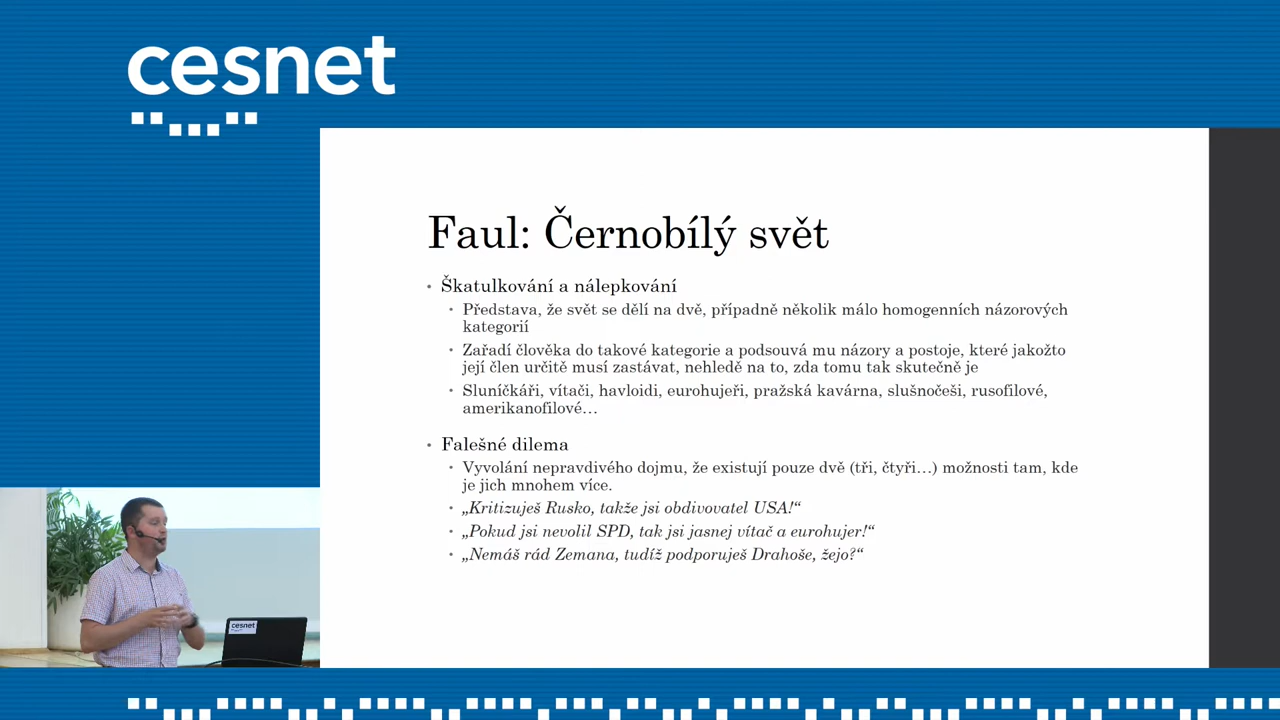 cesnet
Faul: Černobílý svět
• Škatulkování a nálepkování
• Představa, že svět se dělí na dvě, případně několik málo homogenních názorových
kategorií
• Zařadí člověka do takové kategorie a podsouvá mu názory a postoje, které jakožto
její člen určitě musí zastávat, nehledě na to, zda tomu tak skutečně je
• Sluníčkáři, vítači, havloidi, eurohujeři, pražská kavárna, slušnočeši, rusofilové,
amerikanofilové…
• Falešné dilema
• Vyvolání nepravdivého dojmu, že existují pouze dvě (tři, čtyři…) možnosti tam, kde
je jich mnohem více.
• „Kritizuješ Rusko, takže jsi obdivovatel USA!“
• „Pokud jsi nevolil SPD, tak jsi jasnej vítač a eurohujer!“
• „Nemáš rád Zemana, tudíž podporuješ Drahoše, žejo?“
cesnet